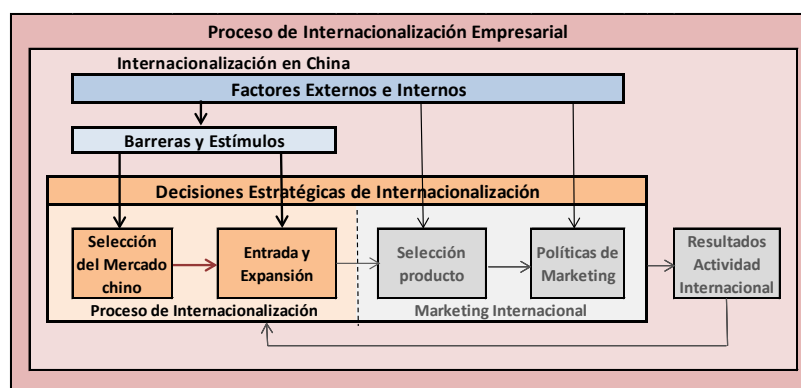 Proceso de Internacionalización Empresarial
Internacionalización en China
Factores Externos e Internos
Barreras y Estímulos
Decisiones Estratégicas de Internacionalización
Selección
del Mercado
chino
Entrada y
Expansión
Selección
producto
Políticas de
Marketing
Resultados
Actividad
Internacional
Proceso de Internacionalización
Marketing Internacional